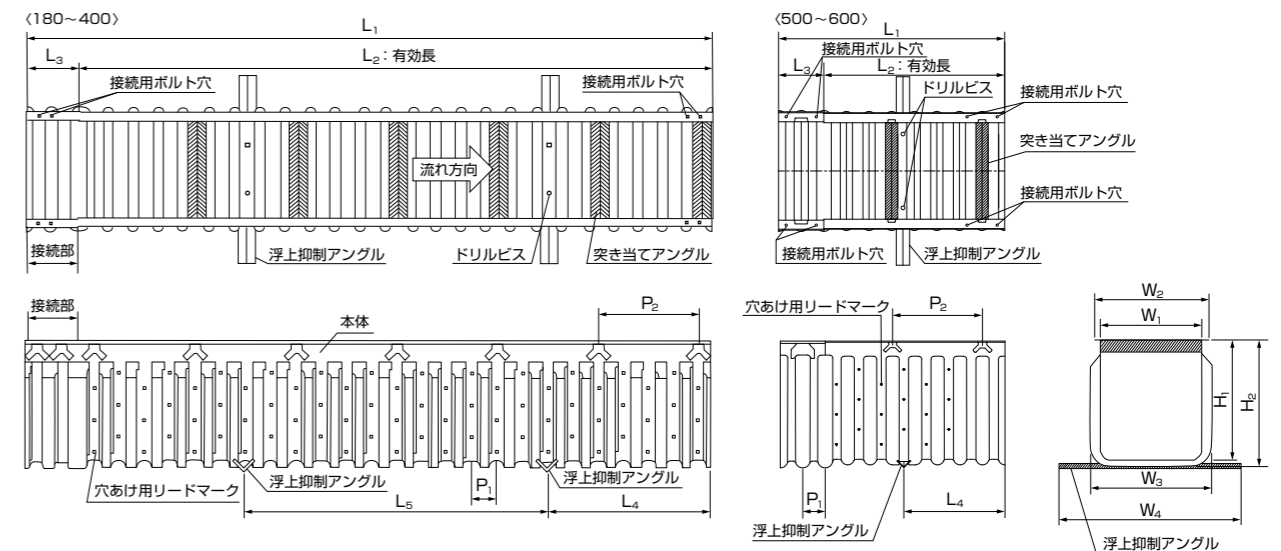 〈180～400〉
L₁
L₃
L₂：有効長
接続用ボルト穴
接続用ボルト穴
流れ方向
接続部
浮上抑制アングル
ドリルビス
突き当てアングル
〈500～600〉
L₁
接続用ボルト穴
L₃
L₂：有効長
ドリルビス
接続用ボルト穴
突き当てアングル
接続用ボルト穴
接続用ボルト穴
浮上抑制アングル
接続部
本体
P₂
穴あけ用リードマーク
浮上抑制アングル
P₁
浮上抑制アングル
L₅
L₄
穴あけ用リードマーク
P₂
P₁
L₄
浮上抑制アングル
W₂
W₁
H₁
H₂
W₃
W₄
浮上抑制アングル